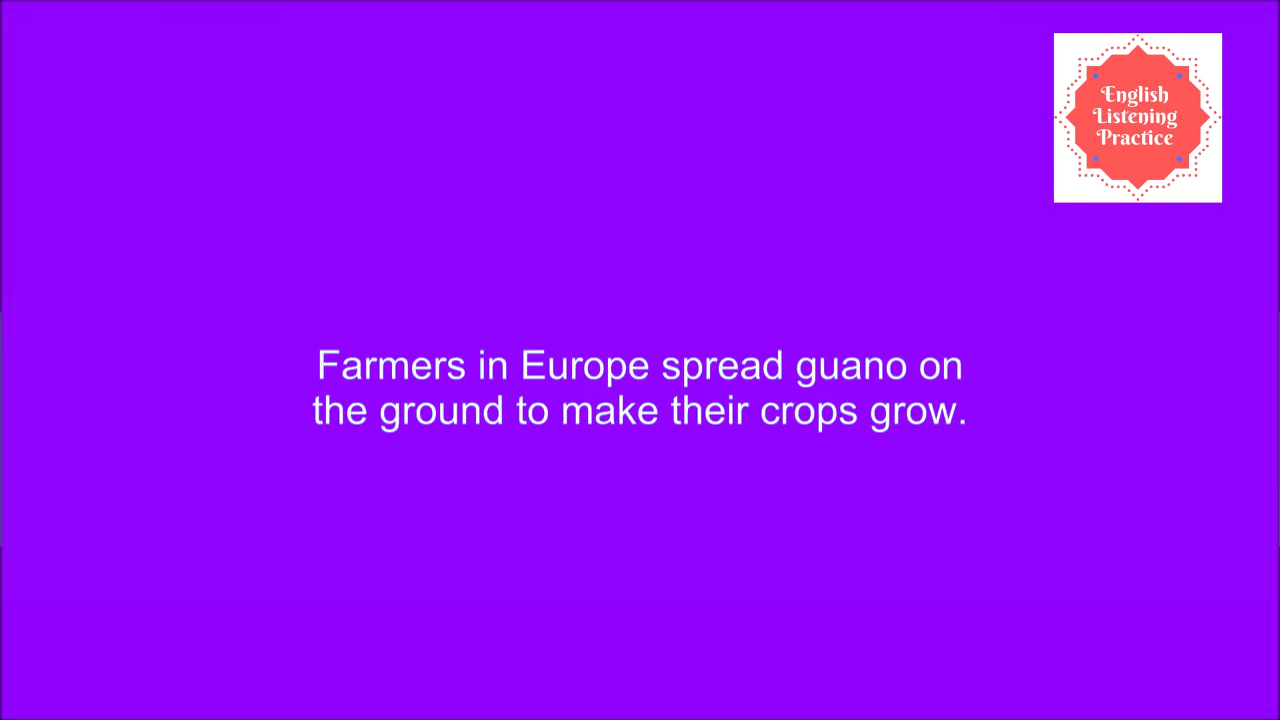 English
Listening
Practice
Farmers in Europe spread guano on
the ground to make their crops grow.